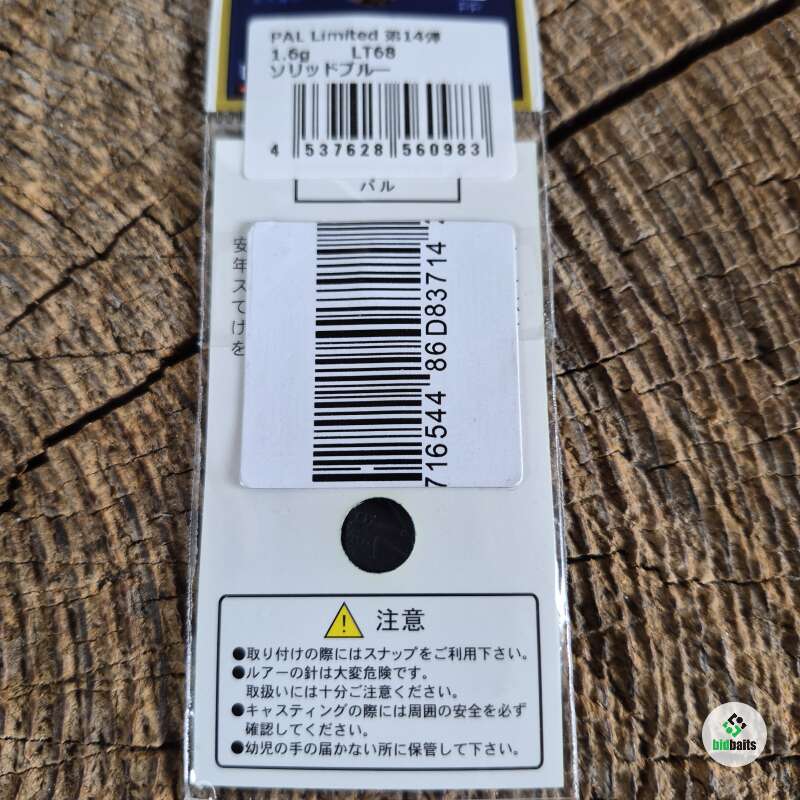 PAL Limited 第14弾
1.6g LT68
ソリッドブルー
4 537628 560983
パル
安
年
ス
て
け
を
716544 86D83714
注意
●取り付けの際にはスナップをご利用下さい。
●ルアーの針は大変危険です。
取扱いには十分ご注意ください。
●キャスティングの際には周囲の安全を必ず
確認してください。
●幼児の手の届かない所に保管して下さい。
bidbaits